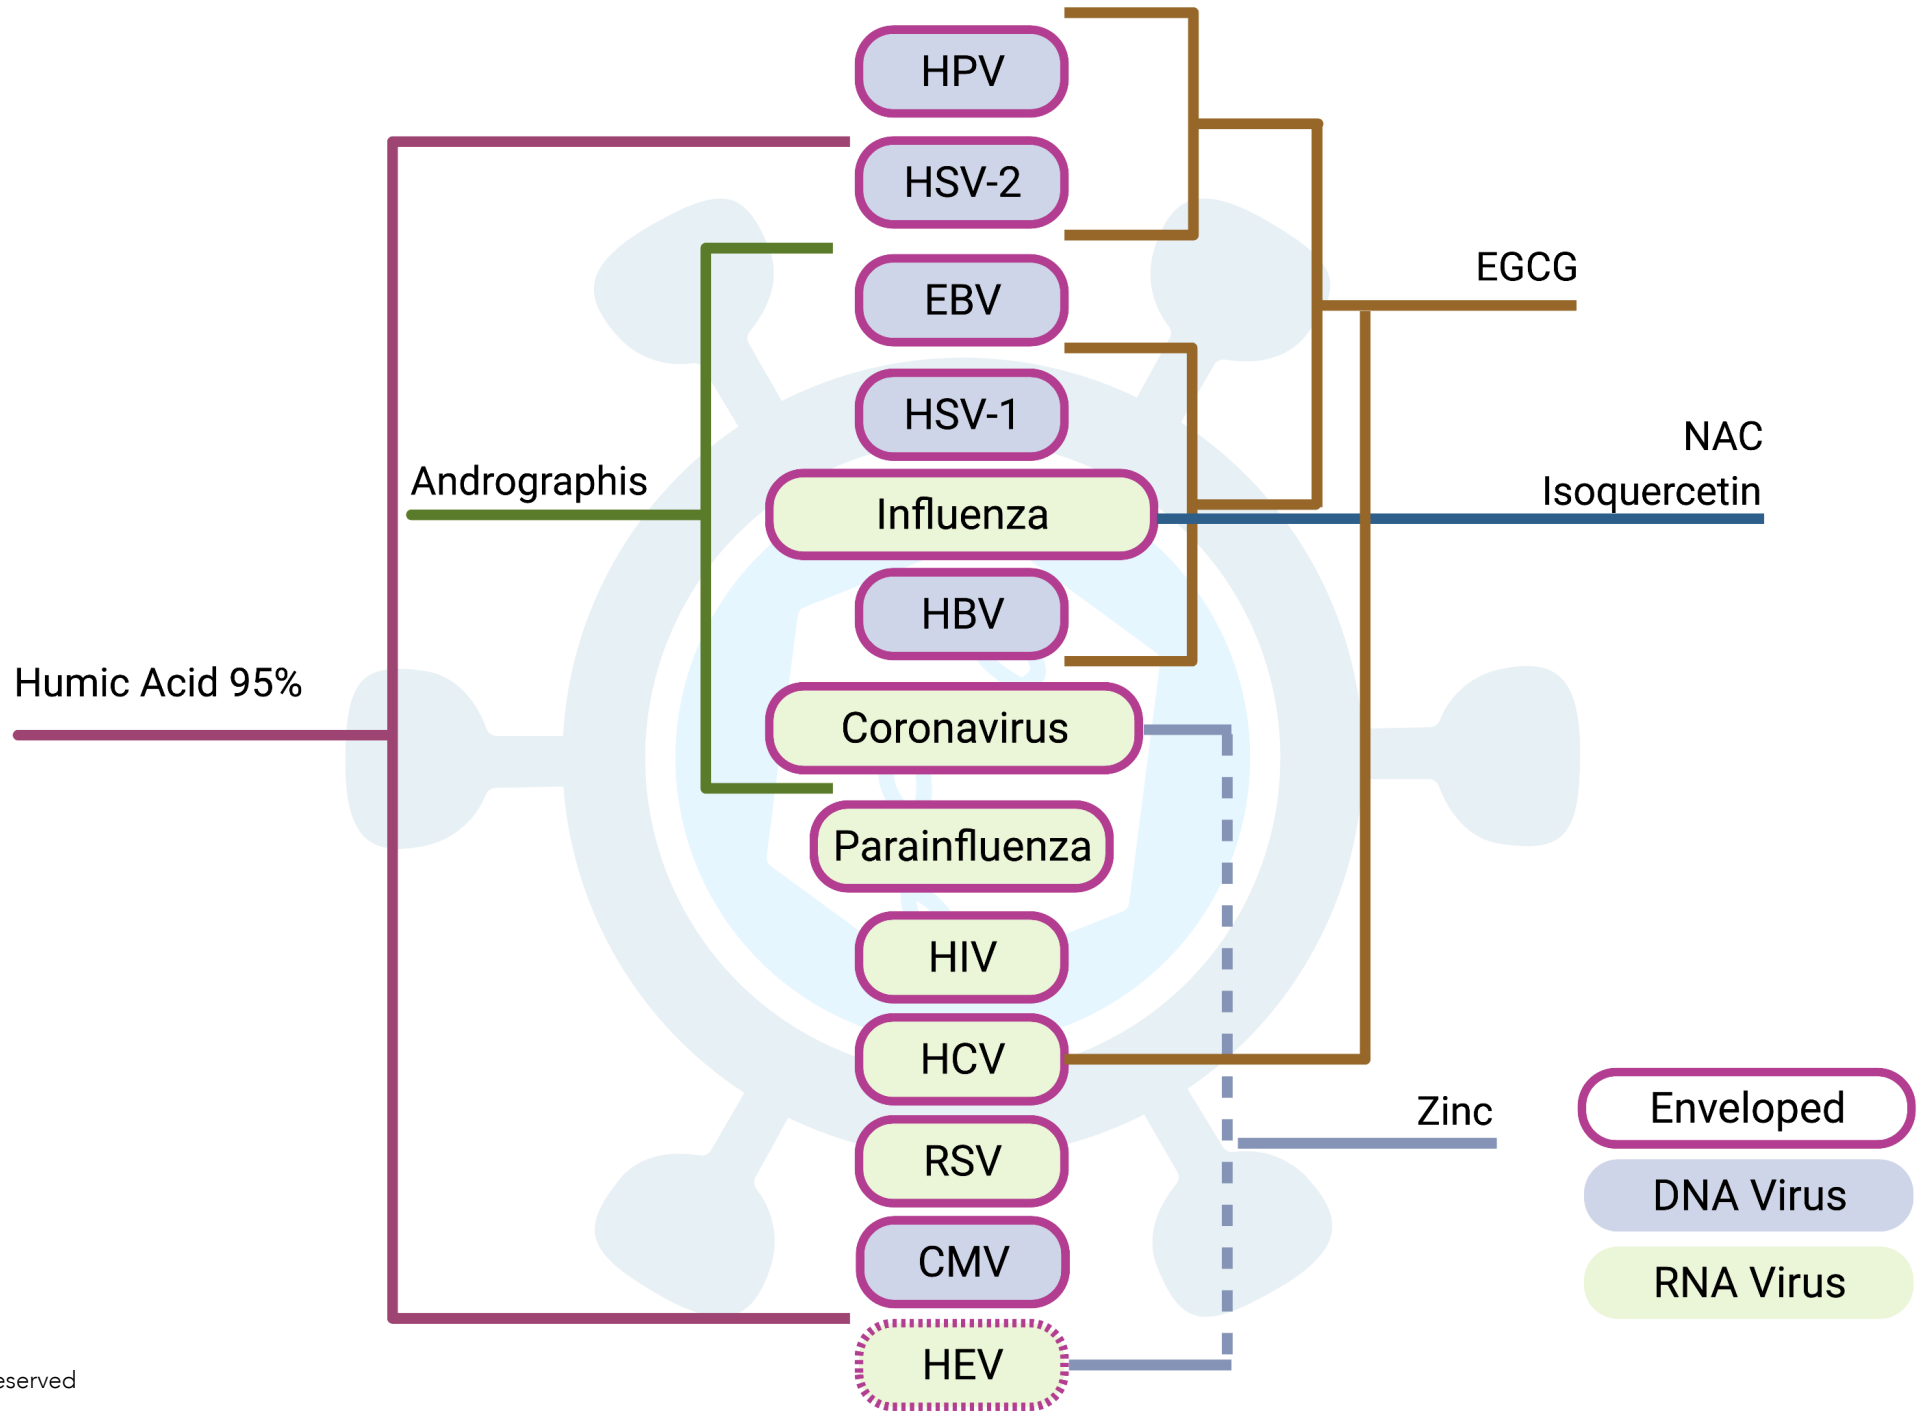 HPV
HSV-2
EBV
HSV-1
Influenza
HBV
Coronavirus
Parainfluenza
HIV
HCV
RSV
CMV
HEV
Andrographis
Humic Acid 95%
EGCG
NAC
Isoquercetin
Zinc
Enveloped
DNA Virus
RNA Virus